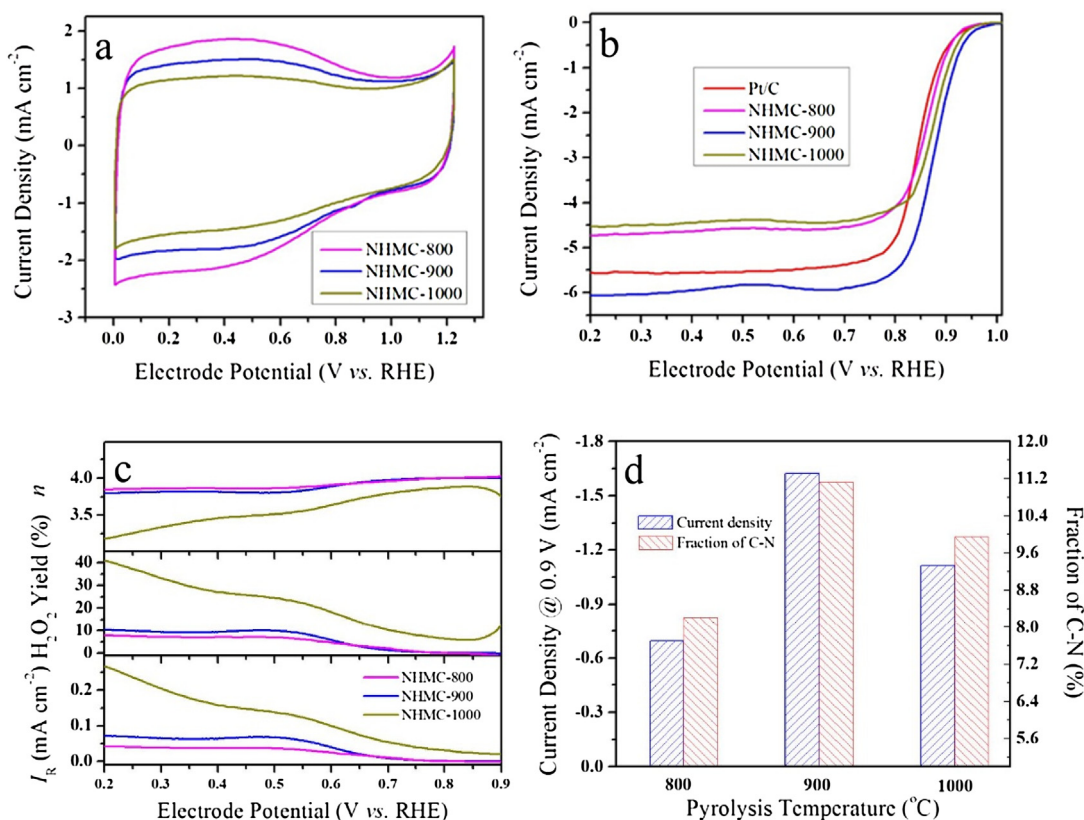 a
Current Density (mA cm-2)
2
1
0
-1
-2
-3
NHMC-800
NHMC-900
NHMC-1000
0.0 0.2 0.4 0.6 0.8 1.0 1.2
Electrode Potential (V vs. RHE)
b
Current Density (mA cm-2)
0
-1
-2
-3
-4
-5
-6
Pt/C
NHMC-800
NHMC-900
NHMC-1000
0.2 0.3 0.4 0.5 0.6 0.7 0.8 0.9 1.0
Electrode Potential (V vs. RHE)
c
n
4.0
3.5
H2O2 Yield (%)
40
30
20
10
0
IR (mA cm-2)
0.2
0.1
0.0
NHMC-800
NHMC-900
NHMC-1000
0.2 0.3 0.4 0.5 0.6 0.7 0.8 0.9
Electrode Potential (V vs. RHE)
d
Current Density @ 0.9 V (mA cm-2)
-1.8
-1.5
-1.2
-0.9
-0.6
-0.3
0.0
Current density
Fraction of C-N
12.0
11.2
10.4
9.6
8.8
8.0
7.2
6.4
5.6
Fraction of C-N (%)
800 900 1000
Pyrolysis Temperature (oC)